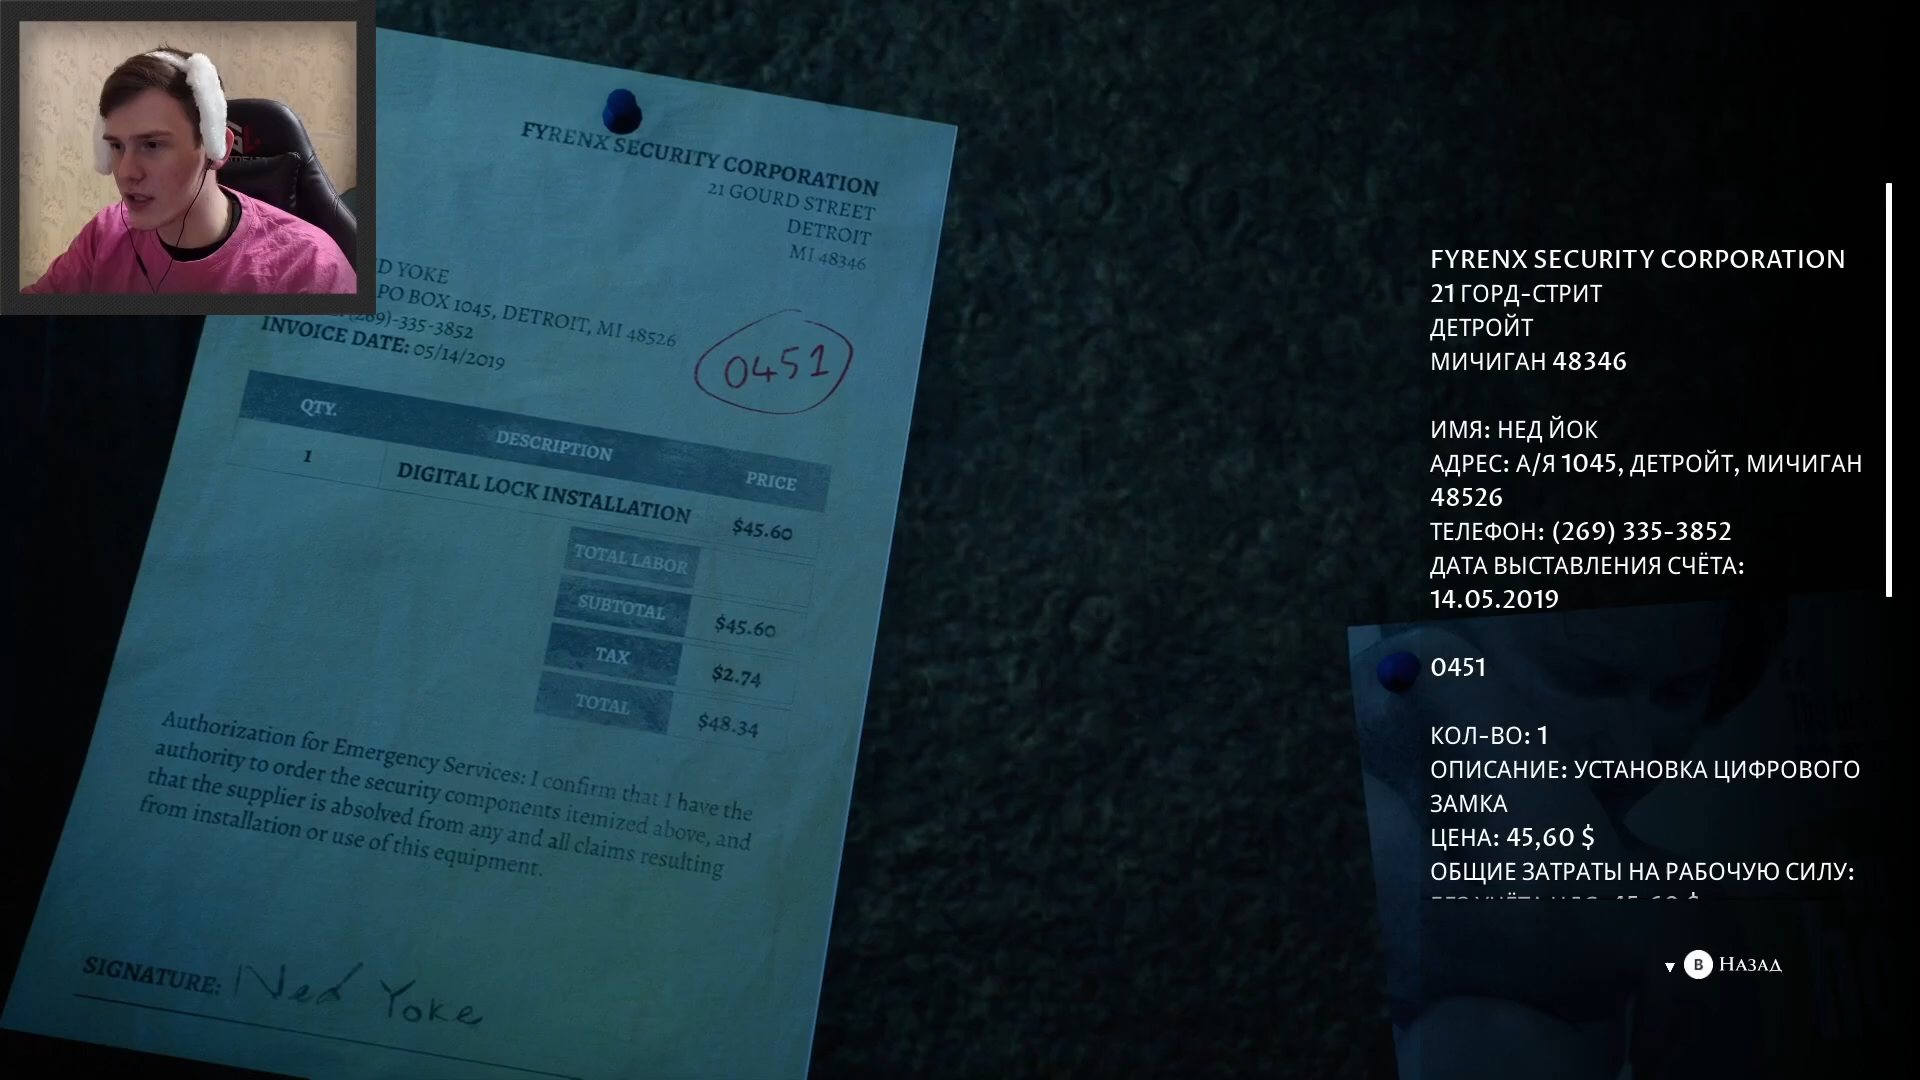 FYRENX SECURITY CORPORATION
21 GOURD STREET
DETROIT
MI 48346
D YOKE
PO BOX 1045, DETROIT, MI 48526
-335-3852
INVOICE DATE: 05/14/2019
0451
QTY. DESCRIPTION PRICE
1 DIGITAL LOCK INSTALLATION $45.60
TOTAL LABOR
SUBTOTAL $45.60
TAX $2.74
TOTAL $48.34
Authorization for Emergency Services: I confirm that I have the
authority to order the security components itemized above, and
that the supplier is absolved from any and all claims resulting
from installation or use of this equipment.
SIGNATURE: Ned Yoke
FYRENX SECURITY CORPORATION
21 ГОРД-СТРИТ
ДЕТРОЙТ
МИЧИГАН 48346
ИМЯ: НЕД ЙОК
АДРЕС: А/Я 1045, ДЕТРОЙТ, МИЧИГАН
48526
ТЕЛЕФОН: (269) 335-3852
ДАТА ВЫСТАВЛЕНИЯ СЧЁТА:
14.05.2019
0451
КОЛ-ВО: 1
ОПИСАНИЕ: УСТАНОВКА ЦИФРОВОГО
ЗАМКА
ЦЕНА: 45,60 $
ОБЩИЕ ЗАТРАТЫ НА РАБОЧУЮ СИЛУ:
B НАЗАД